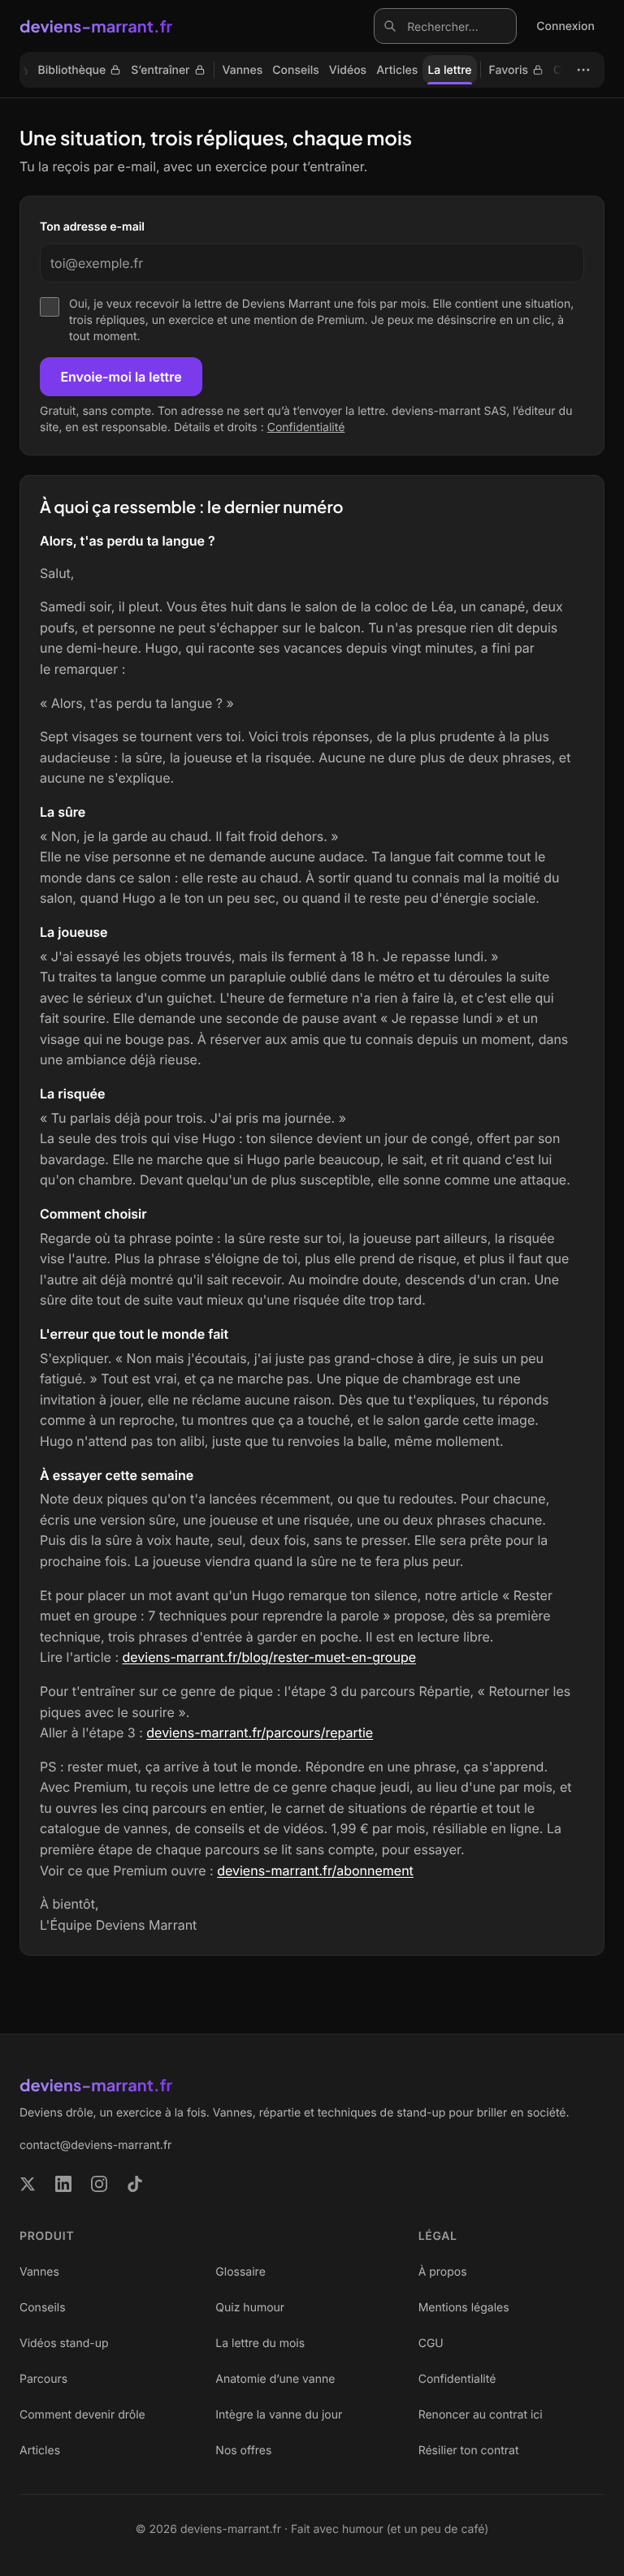 deviens-marrant.fr
Rechercher...
Connexion
Bibliothèque
S’entraîner
Vannes
Conseils
Vidéos
Articles
La lettre
Favoris
Une situation, trois répliques, chaque mois
Tu la reçois par e-mail, avec un exercice pour t’entraîner.
Ton adresse e-mail
toi@exemple.fr
Oui, je veux recevoir la lettre de Deviens Marrant une fois par mois. Elle contient une situation,
trois répliques, un exercice et une mention de Premium. Je peux me désinscrire en un clic, à
tout moment.
Envoie-moi la lettre
Gratuit, sans compte. Ton adresse ne sert qu’à t’envoyer la lettre. deviens-marrant SAS, l’éditeur du
site, en est responsable. Détails et droits : Confidentialité
À quoi ça ressemble : le dernier numéro
Alors, t'as perdu ta langue ?
Salut,
Samedi soir, il pleut. Vous êtes huit dans le salon de la coloc de Léa, un canapé, deux
poufs, et personne ne peut s'échapper sur le balcon. Tu n'as presque rien dit depuis
une demi-heure. Hugo, qui raconte ses vacances depuis vingt minutes, a fini par
le remarquer :
« Alors, t'as perdu ta langue ? »
Sept visages se tournent vers toi. Voici trois réponses, de la plus prudente à la plus
audacieuse : la sûre, la joueuse et la risquée. Aucune ne dure plus de deux phrases, et
aucune ne s'explique.
La sûre
« Non, je la garde au chaud. Il fait froid dehors. »
Elle ne vise personne et ne demande aucune audace. Ta langue fait comme tout le
monde dans ce salon : elle reste au chaud. À sortir quand tu connais mal la moitié du
salon, quand Hugo a le ton un peu sec, ou quand il te reste peu d'énergie sociale.
La joueuse
« J'ai essayé les objets trouvés, mais ils ferment à 18 h. Je repasse lundi. »
Tu traites ta langue comme un parapluie oublié dans le métro et tu déroules la suite
avec le sérieux d'un guichet. L'heure de fermeture n'a rien à faire là, et c'est elle qui
fait sourire. Elle demande une seconde de pause avant « Je repasse lundi » et un
visage qui ne bouge pas. À réserver aux amis que tu connais depuis un moment, dans
une ambiance déjà rieuse.
La risquée
« Tu parlais déjà pour trois. J'ai pris ma journée. »
La seule des trois qui vise Hugo : ton silence devient un jour de congé, offert par son
bavardage. Elle ne marche que si Hugo parle beaucoup, le sait, et rit quand c'est lui
qu'on chambre. Devant quelqu'un de plus susceptible, elle sonne comme une attaque.
Comment choisir
Regarde où ta phrase pointe : la sûre reste sur toi, la joueuse part ailleurs, la risquée
vise l'autre. Plus la phrase s'éloigne de toi, plus elle prend de risque, et plus il faut que
l'autre ait déjà montré qu'il sait recevoir. Au moindre doute, descends d'un cran. Une
sûre dite tout de suite vaut mieux qu'une risquée dite trop tard.
L'erreur que tout le monde fait
S'expliquer. « Non mais j'écoutais, j'ai juste pas grand-chose à dire, je suis un peu
fatigué. » Tout est vrai, et ça ne marche pas. Une pique de chambrage est une
invitation à jouer, elle ne réclame aucune raison. Dès que tu t'expliques, tu réponds
comme à un reproche, tu montres que ça a touché, et le salon garde cette image.
Hugo n'attend pas ton alibi, juste que tu renvoies la balle, même mollement.
À essayer cette semaine
Note deux piques qu'on t'a lancées récemment, ou que tu redoutes. Pour chacune,
écris une version sûre, une joueuse et une risquée, une ou deux phrases chacune.
Puis dis la sûre à voix haute, seul, deux fois, sans te presser. Elle sera prête pour la
prochaine fois. La joueuse viendra quand la sûre ne te fera plus peur.
Et pour placer un mot avant qu'un Hugo remarque ton silence, notre article « Rester
muet en groupe : 7 techniques pour reprendre la parole » propose, dès sa première
technique, trois phrases d'entrée à garder en poche. Il est en lecture libre.
Lire l'article : deviens-marrant.fr/blog/rester-muet-en-groupe
Pour t'entraîner sur ce genre de pique : l'étape 3 du parcours Répartie, « Retourner les
piques avec le sourire ».
Aller à l'étape 3 : deviens-marrant.fr/parcours/repartie
PS : rester muet, ça arrive à tout le monde. Répondre en une phrase, ça s'apprend.
Avec Premium, tu reçois une lettre de ce genre chaque jeudi, au lieu d'une par mois, et
tu ouvres les cinq parcours en entier, le carnet de situations de répartie et tout le
catalogue de vannes, de conseils et de vidéos. 1,99 € par mois, résiliable en ligne. La
première étape de chaque parcours se lit sans compte, pour essayer.
Voir ce que Premium ouvre : deviens-marrant.fr/abonnement
À bientôt,
L'Équipe Deviens Marrant
deviens-marrant.fr
Deviens drôle, un exercice à la fois. Vannes, répartie et techniques de stand-up pour briller en société.
contact@deviens-marrant.fr
PRODUIT
Vannes
Conseils
Vidéos stand-up
Parcours
Comment devenir drôle
Articles
Glossaire
Quiz humour
La lettre du mois
Anatomie d’une vanne
Intègre la vanne du jour
Nos offres
LÉGAL
À propos
Mentions légales
CGU
Confidentialité
Renoncer au contrat ici
Résilier ton contrat
© 2026 deviens-marrant.fr · Fait avec humour (et un peu de café)